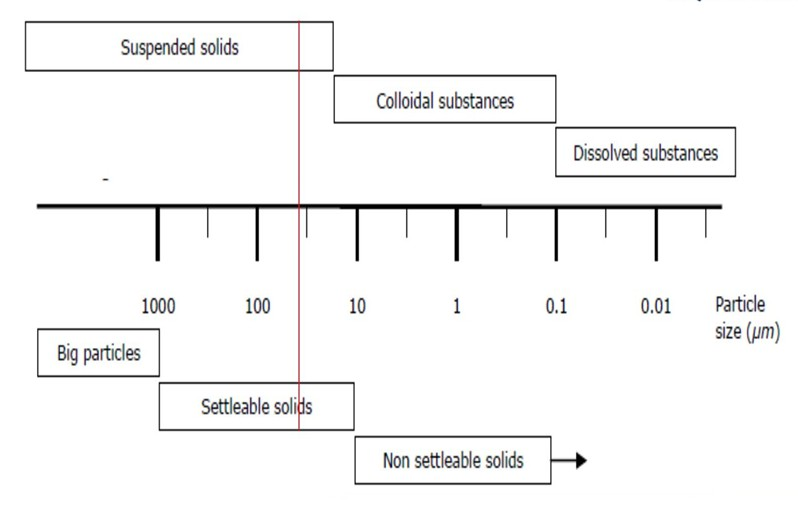 Suspended solids
Colloidal substances
Dissolved substances
1000 100 10 1 0.1 0.01 Particle
size (µm)
Big particles
Settleable solids
Non settleable solids